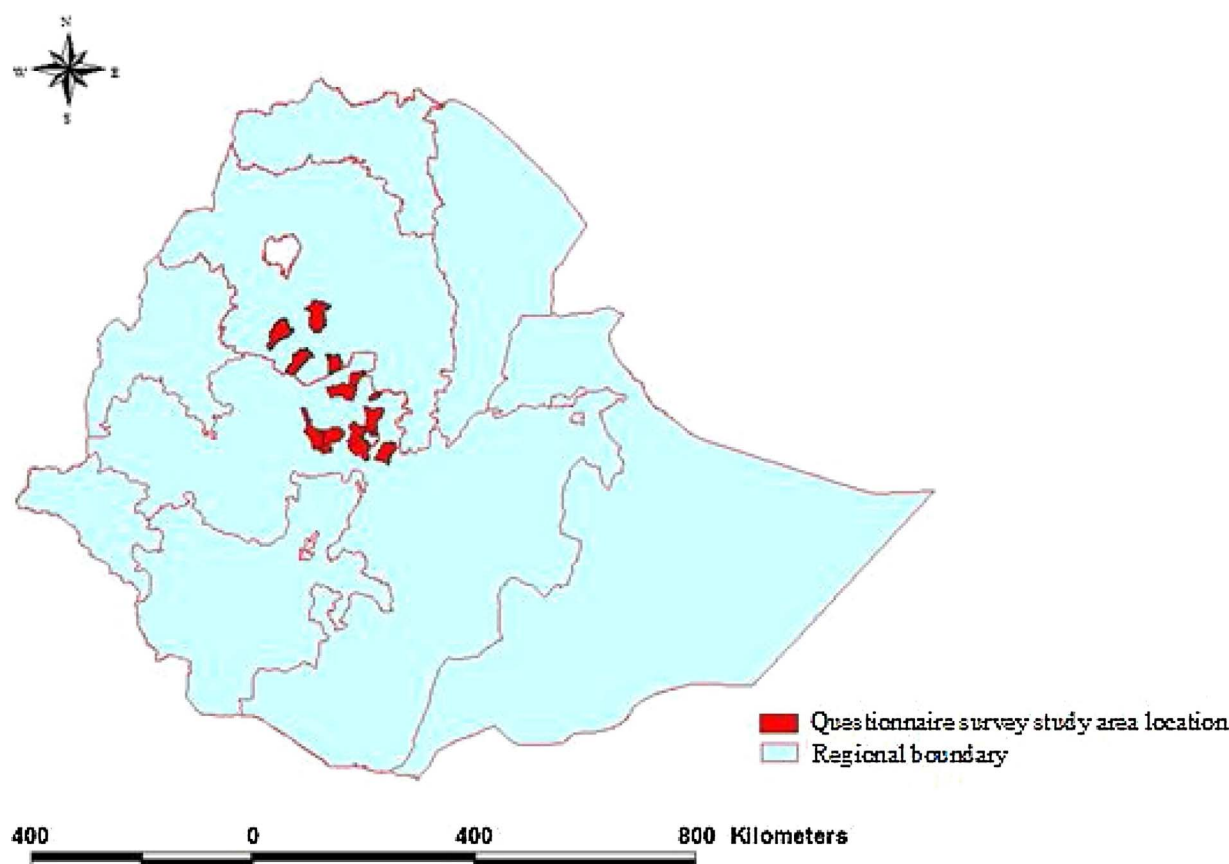 N
W E
S
Questionnaire survey study area location
Regional boundary
400 0 400 800 Kilometers